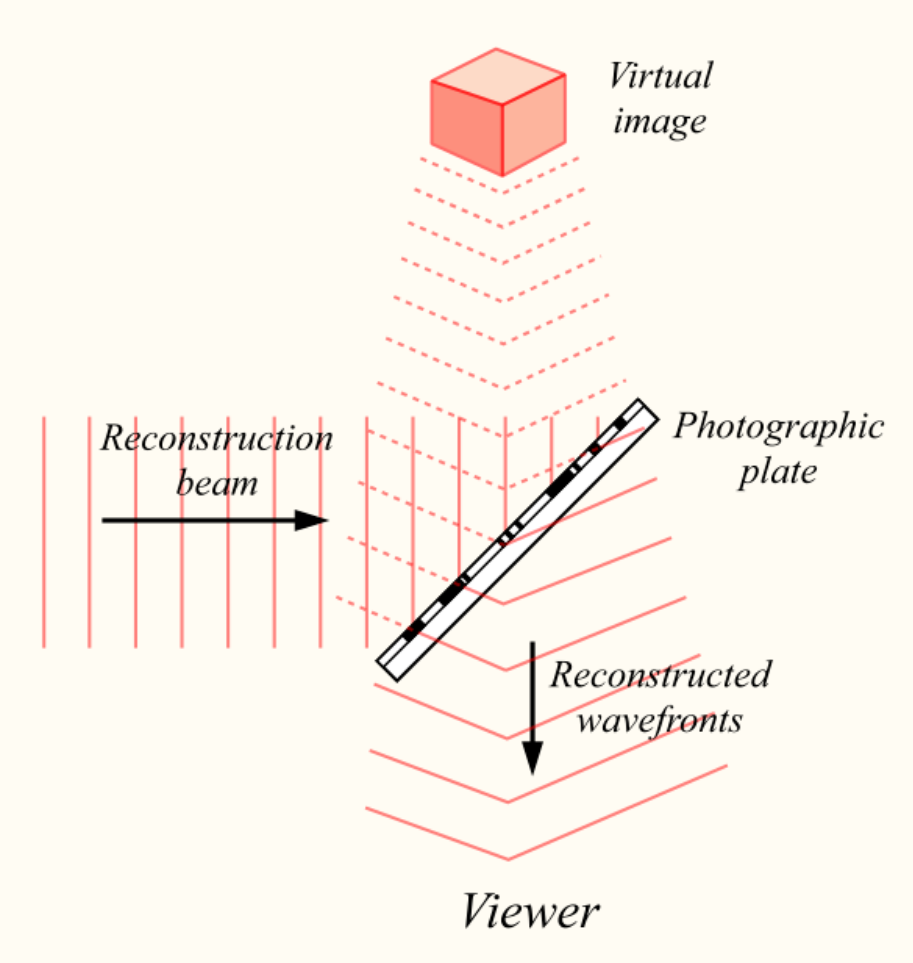 Virtual
image
Reconstruction
beam
Photographic
plate
Reconstructed
wavefronts
Viewer